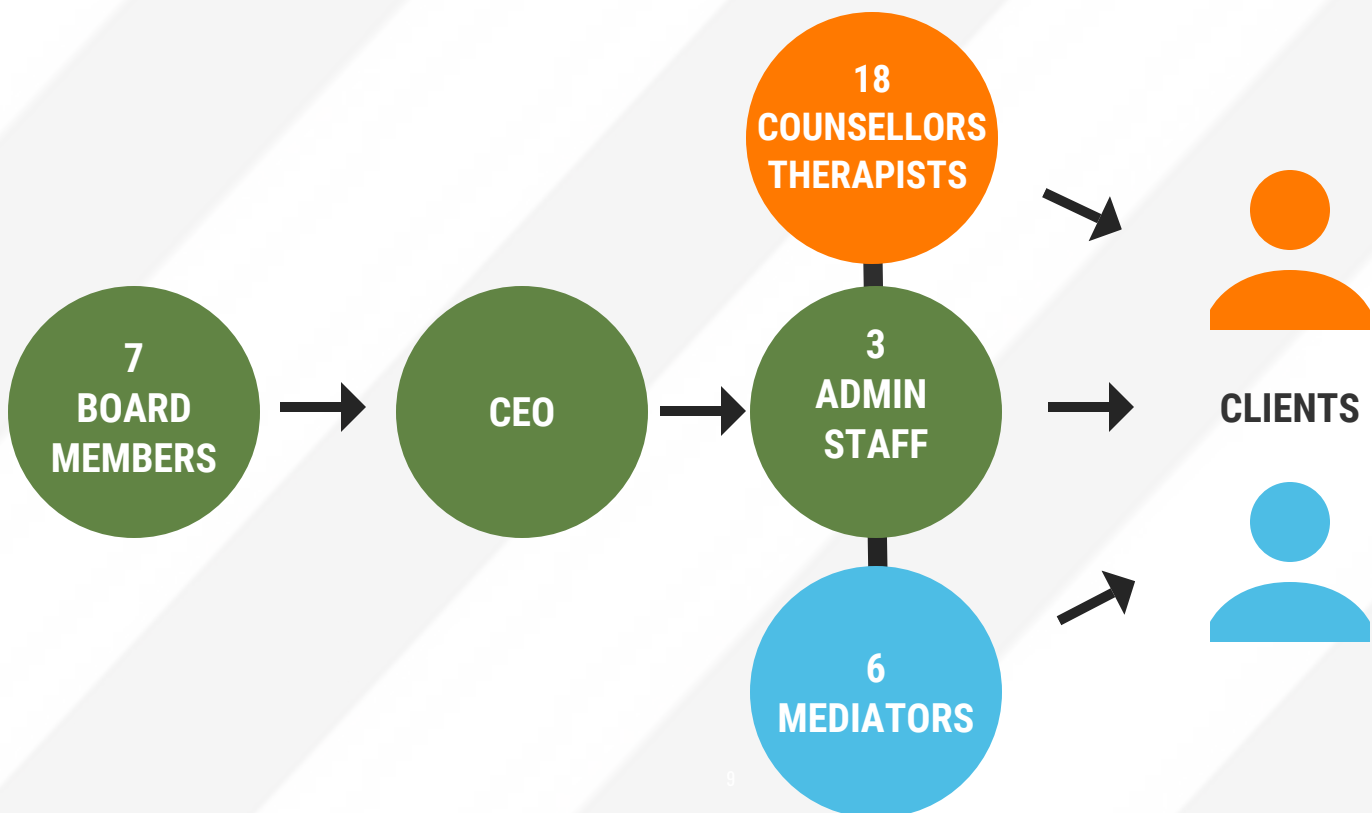 18
COUNSELLORS
THERAPISTS
7
BOARD
MEMBERS
CEO
3
ADMIN
STAFF
CLIENTS
6
MEDIATORS
9